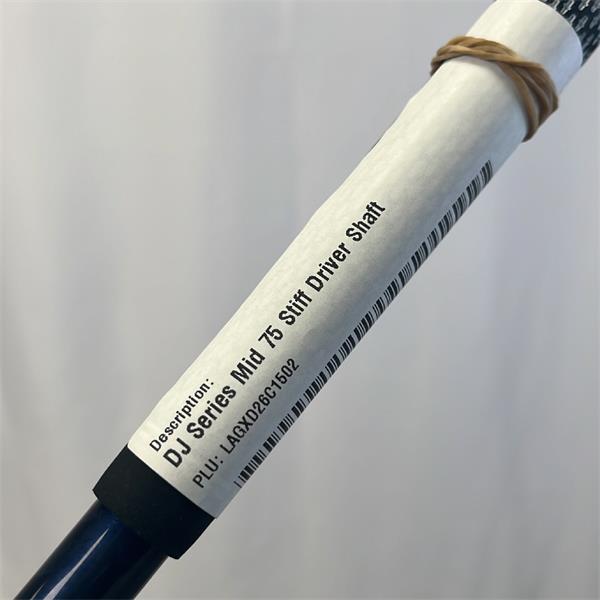 Description:
DJ Series Mid 75 Stiff Driver Shaft
PLU: LAGXD26C1502